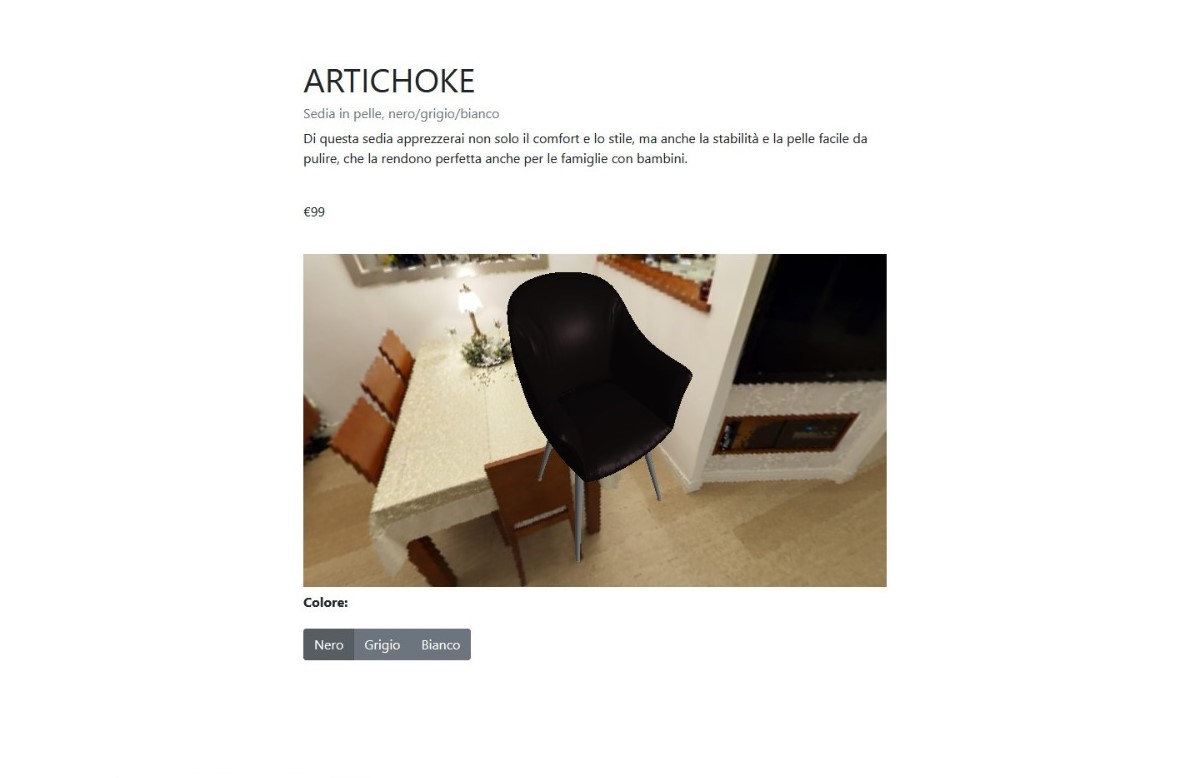 ARTICHOKE
Sedia in pelle, nero/grigio/bianco
Di questa sedia apprezzerai non solo il comfort e lo stile, ma anche la stabilità e la pelle facile da
pulire, che la rendono perfetta anche per le famiglie con bambini.
€99
Colore:
Nero Grigio Bianco